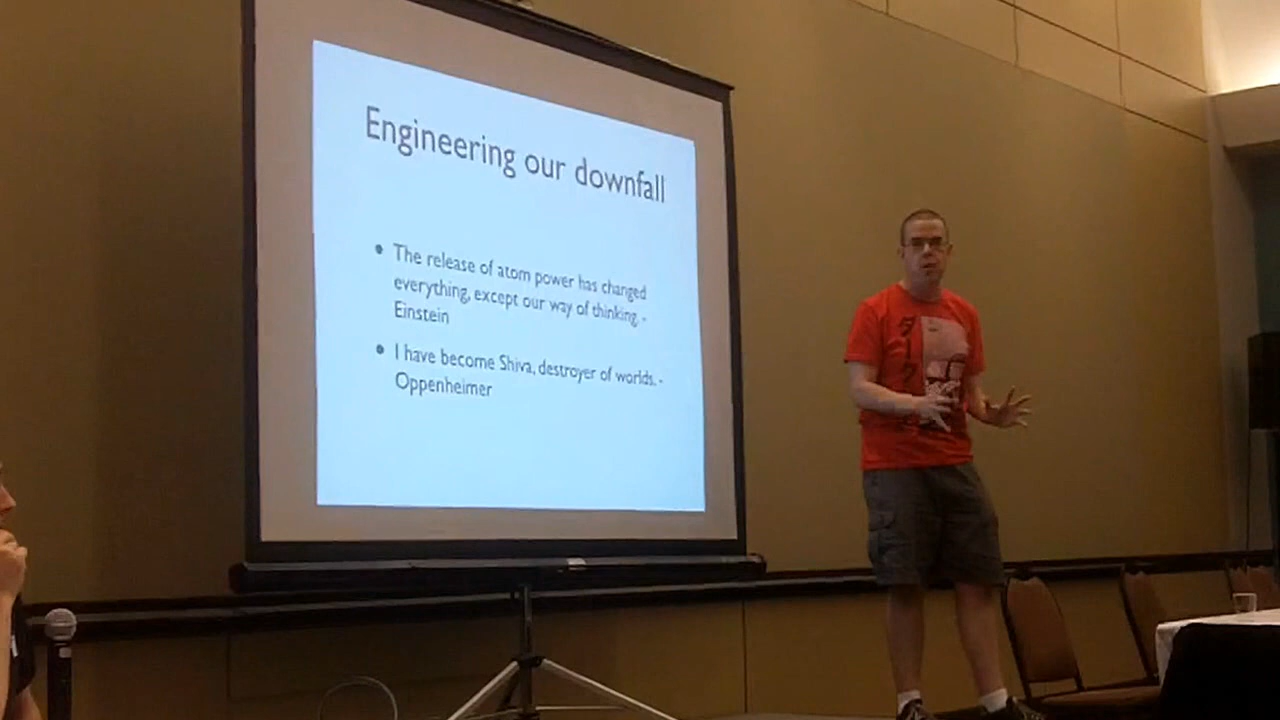 Engineering our downfall
• The release of atom power has changed
everything, except our way of thinking. -
Einstein
• I have become Shiva, destroyer of worlds. -
Oppenheimer